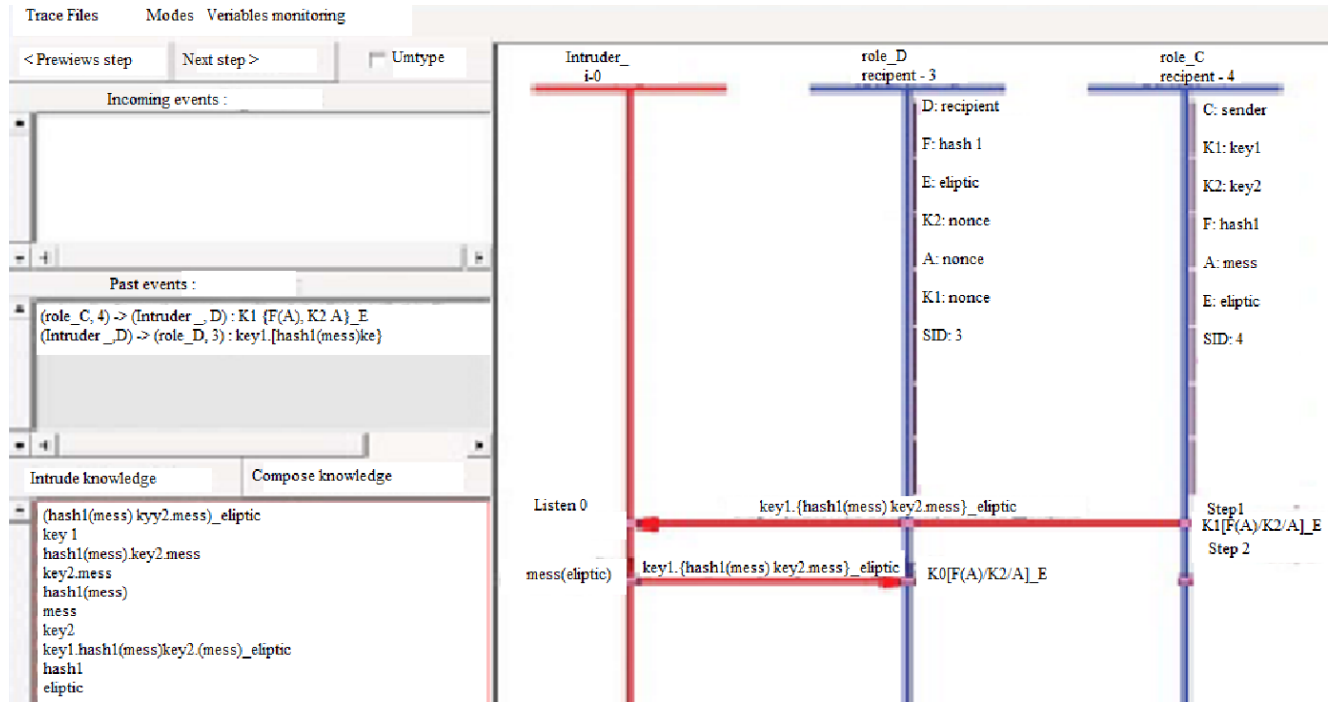 Trace Files Modes Veriables monitoring
< Prewiews step Next step > Umtype
Incoming events :
Past events :
(role_C, 4) -> (Intruder _, D) : K1 {F(A), K2 A}_E
(Intruder _,D) -> (role_D, 3) : key1.[hash1(mess)ke}
Intrude knowledge Compose knowledge
(hash1(mess) kyy2.mess)_eliptic
key 1
hash1(mess).key2.mess
key2.mess
hash1(mess)
mess
key2
key1.hash1(mess)key2.(mess)_eliptic
hash1
eliptic
Intruder_
i-0
role_D
recipent - 3
role_C
recipent - 4
D: recipient
F: hash 1
E: eliptic
K2: nonce
A: nonce
K1: nonce
SID: 3
C: sender
K1: key1
K2: key2
F: hash1
A: mess
E: eliptic
SID: 4
Listen 0
key1.{hash1(mess) key2.mess}_eliptic
Step1
K1[F(A)/K2/A]_E
Step 2
mess(eliptic)
key1.{hash1(mess) key2.mess}_eliptic
K0[F(A)/K2/A]_E